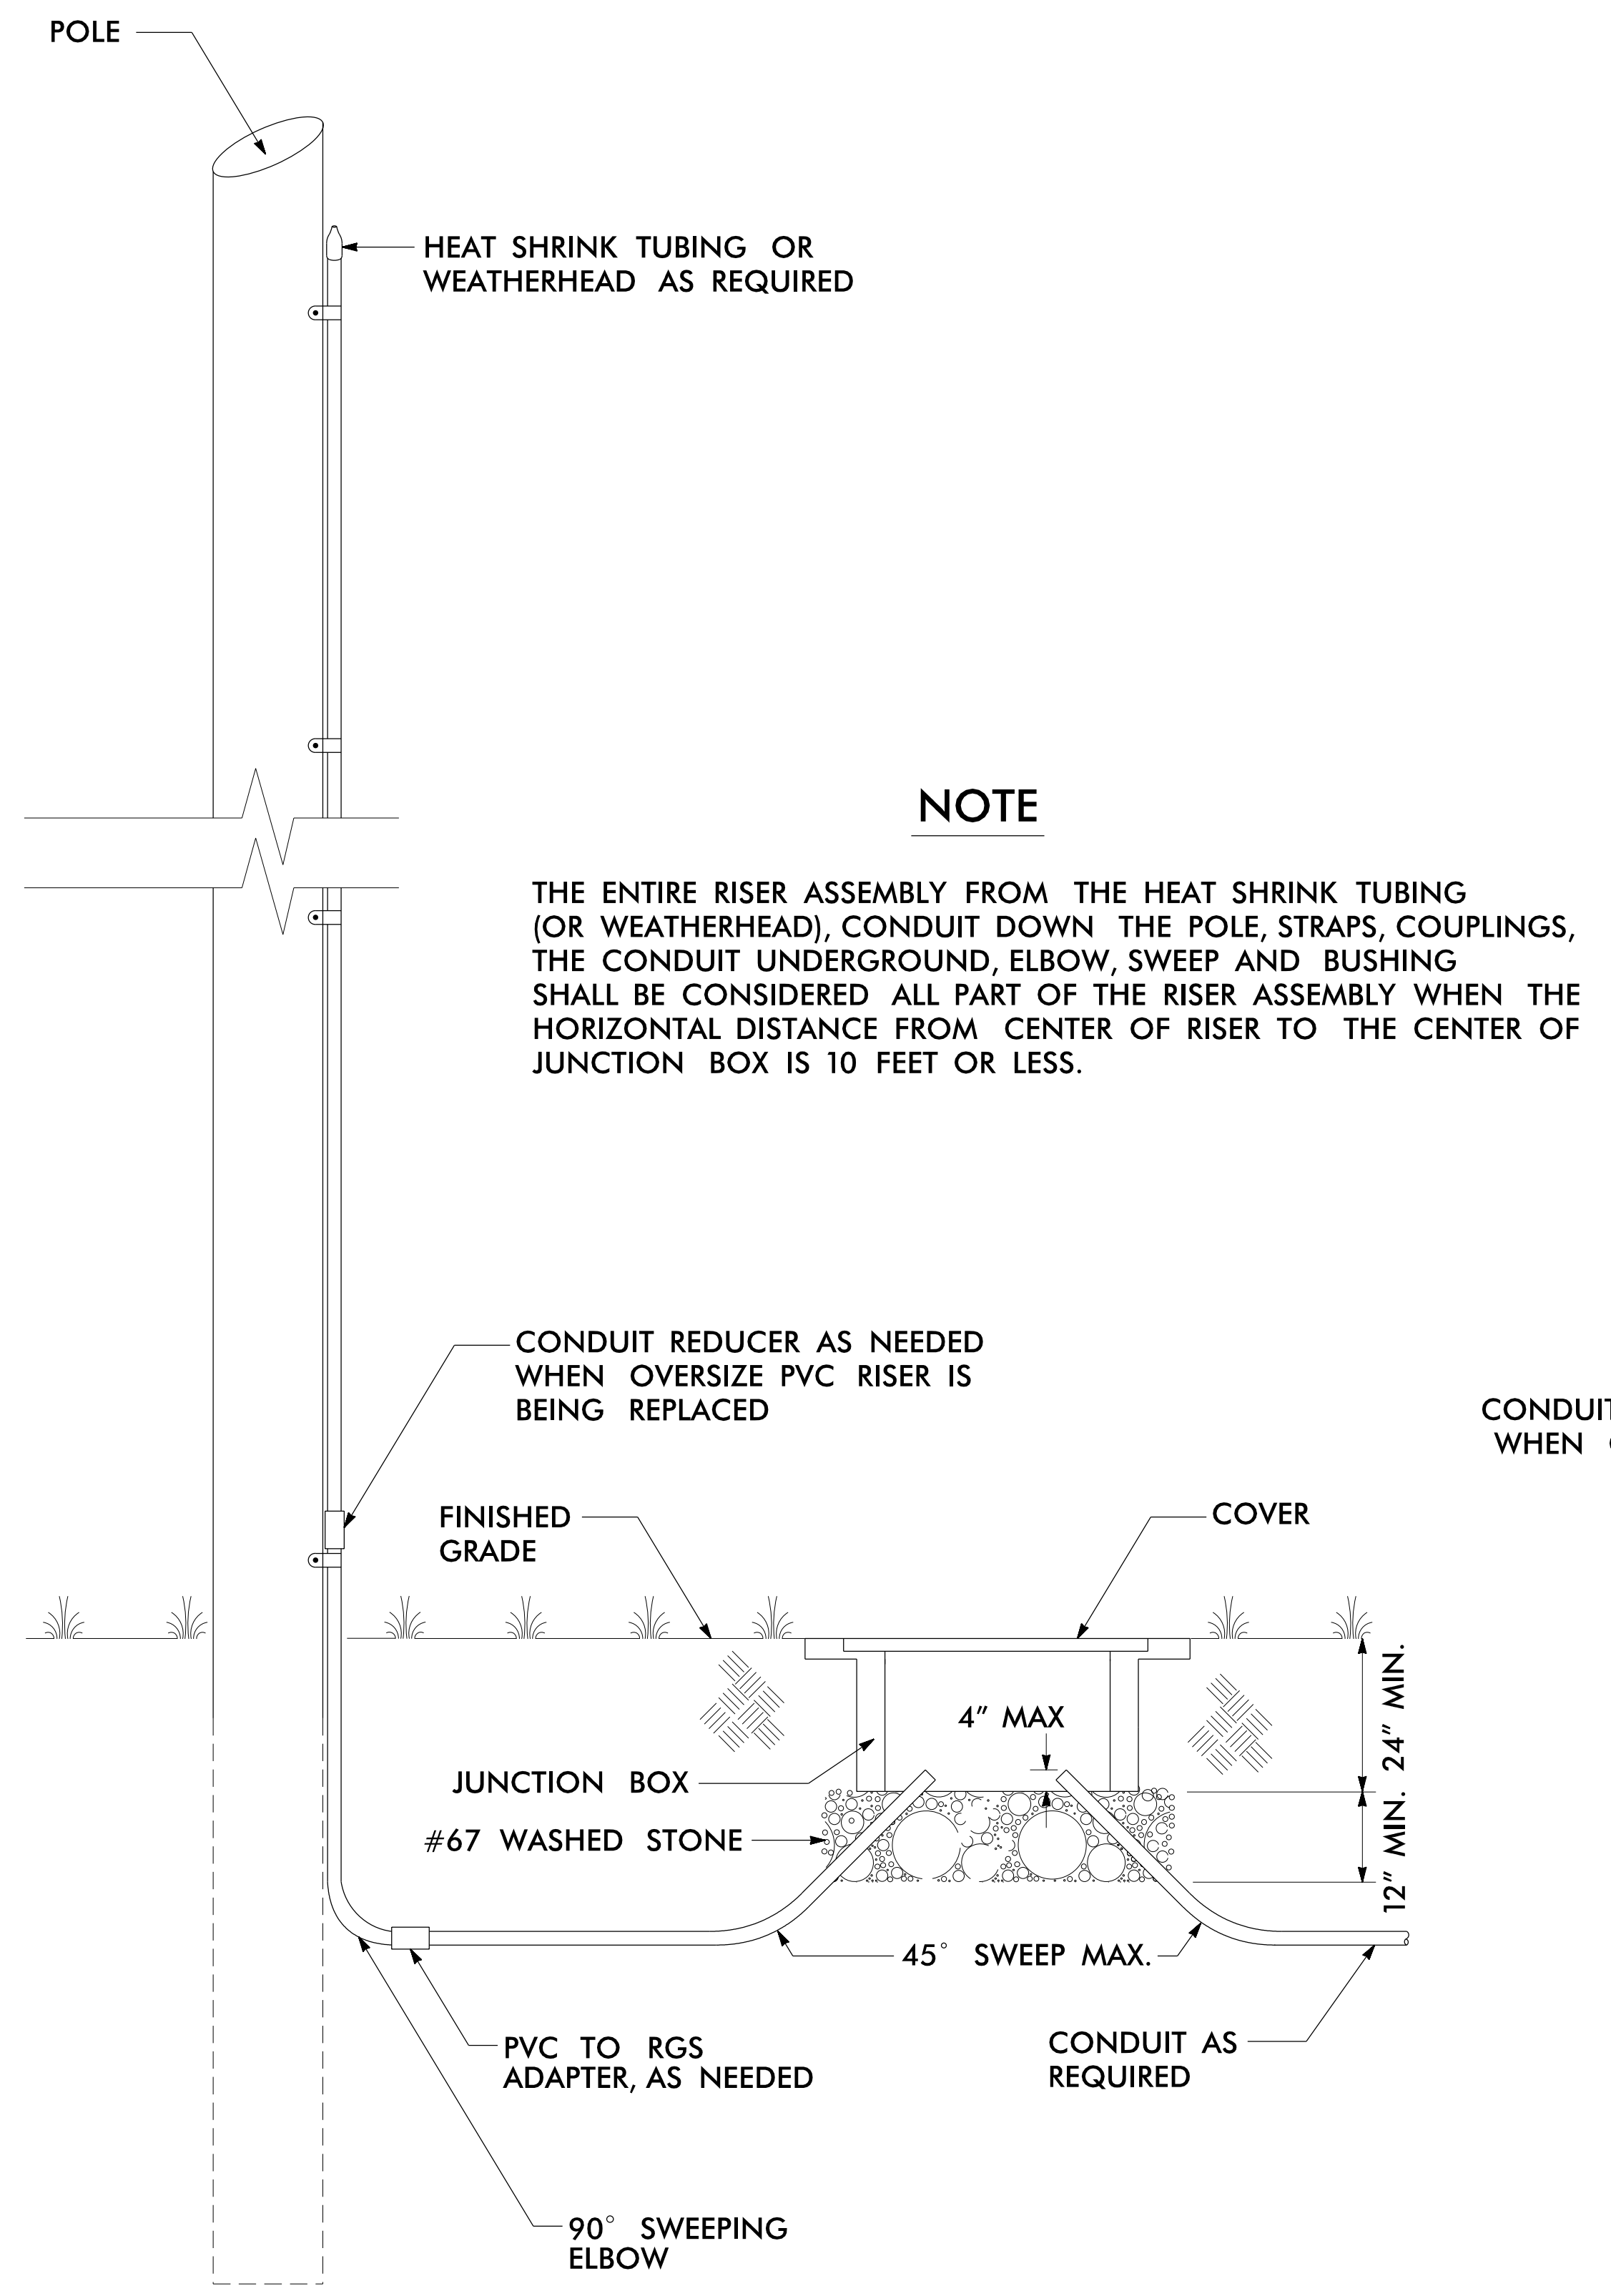 POLE
HEAT SHRINK TUBING OR
WEATHERHEAD AS REQUIRED
NOTE
THE ENTIRE RISER ASSEMBLY FROM THE HEAT SHRINK TUBING
(OR WEATHERHEAD), CONDUIT DOWN THE POLE, STRAPS, COUPLINGS,
THE CONDUIT UNDERGROUND, ELBOW, SWEEP AND BUSHING
SHALL BE CONSIDERED ALL PART OF THE RISER ASSEMBLY WHEN THE
HORIZONTAL DISTANCE FROM CENTER OF RISER TO THE CENTER OF
JUNCTION BOX IS 10 FEET OR LESS.
CONDUIT REDUCER AS NEEDED
WHEN OVERSIZE PVC RISER IS
BEING REPLACED
CONDUIT
WHEN
FINISHED
GRADE
COVER
4" MAX
24" MIN.
12" MIN.
JUNCTION BOX
#67 WASHED STONE
45° SWEEP MAX.
PVC TO RGS
ADAPTER, AS NEEDED
CONDUIT AS
REQUIRED
90° SWEEPING
ELBOW